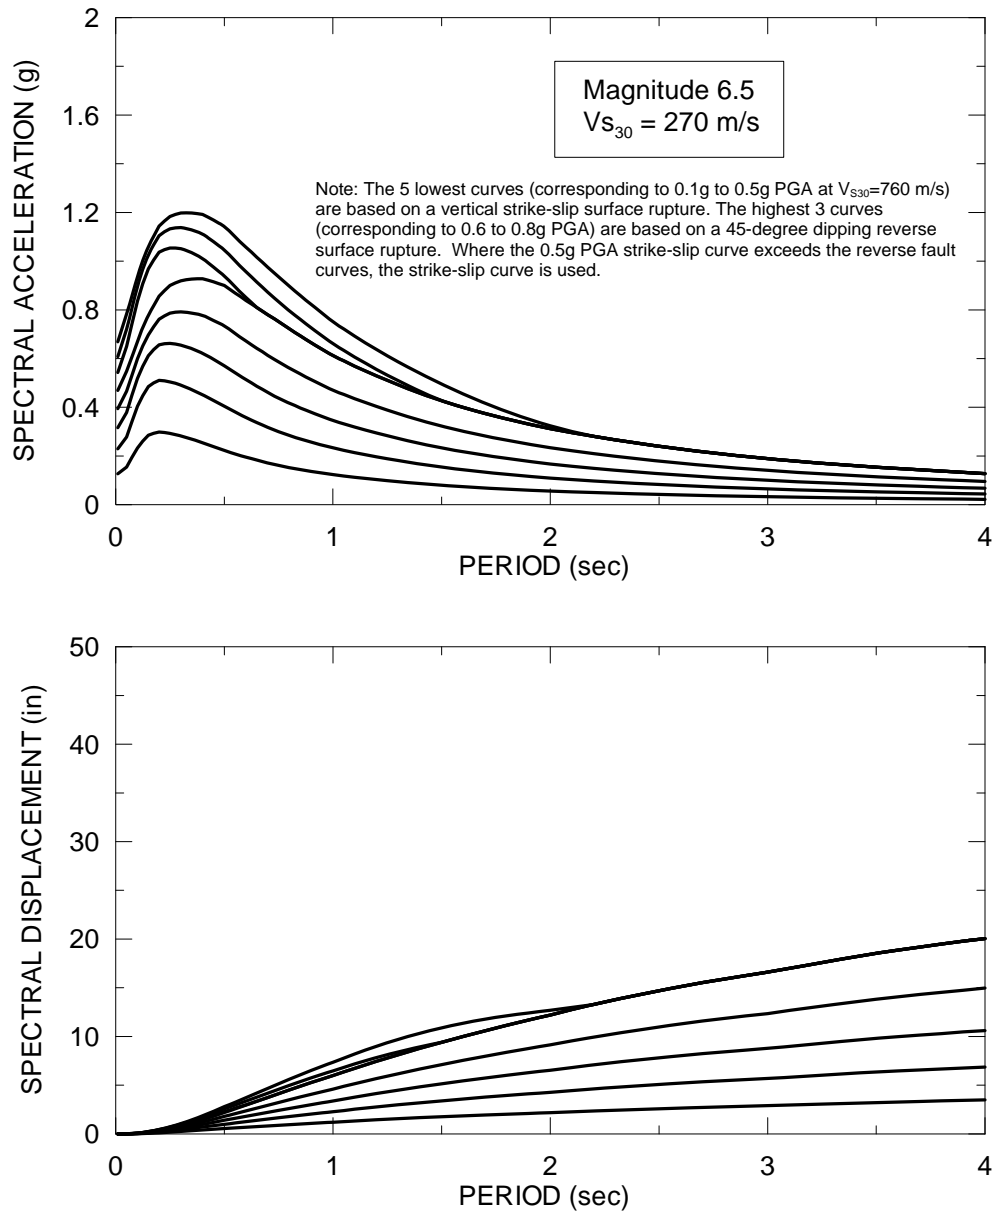 2
1.6
1.2
0.8
0.4
0
SPECTRAL ACCELERATION (g)
Magnitude 6.5
Vs30 = 270 m/s
Note: The 5 lowest curves (corresponding to 0.1g to 0.5g PGA at VS30=760 m/s)
are based on a vertical strike-slip surface rupture. The highest 3 curves
(corresponding to 0.6 to 0.8g PGA) are based on a 45-degree dipping reverse
surface rupture.  Where the 0.5g PGA strike-slip curve exceeds the reverse fault
curves, the strike-slip curve is used.
0 1 2 3 4
PERIOD (sec)
50
40
30
20
10
0
SPECTRAL DISPLACEMENT (in)
0 1 2 3 4
PERIOD (sec)